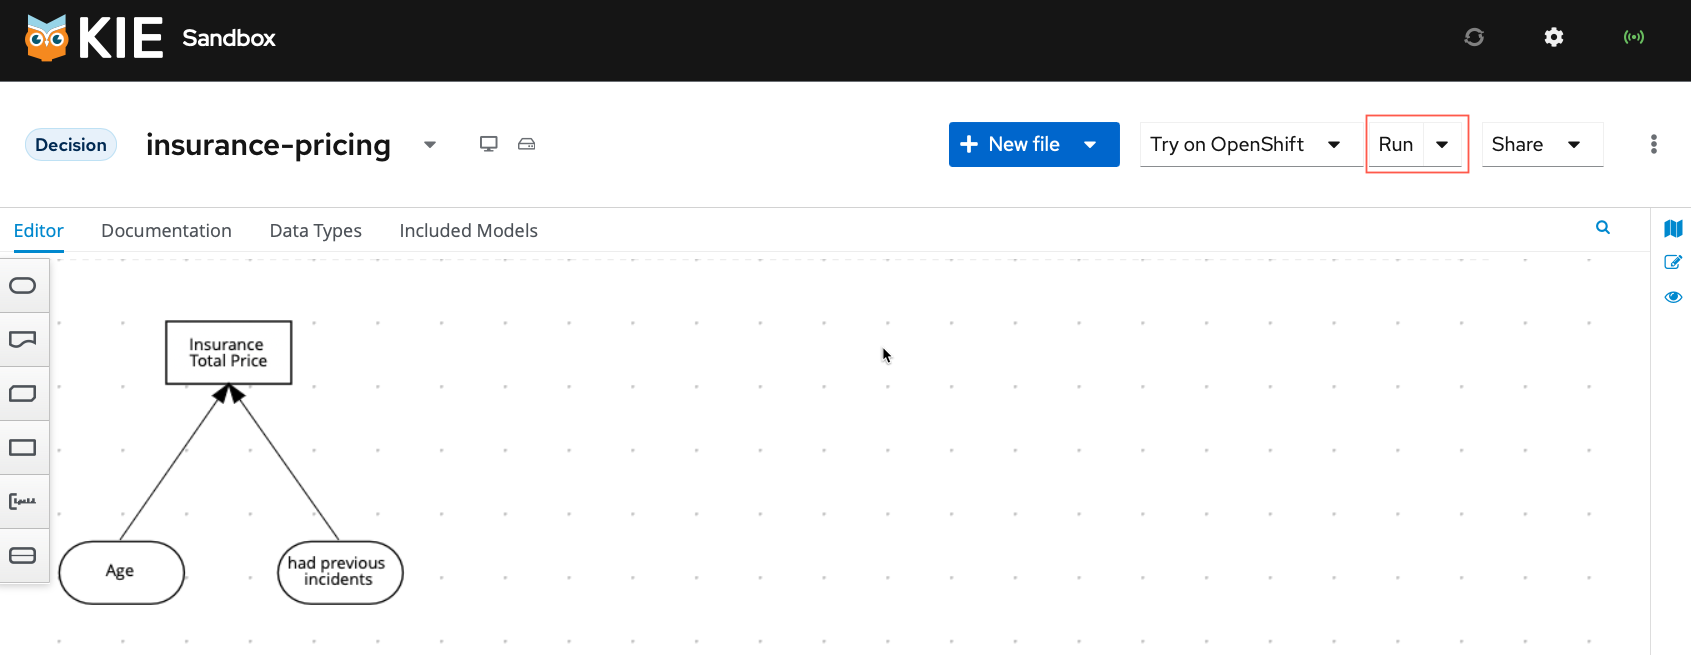 KIE Sandbox
Decision insurance-pricing New file Try on OpenShift Run Share
Editor Documentation Data Types Included Models
Insurance
Total Price
Age
had previous
incidents